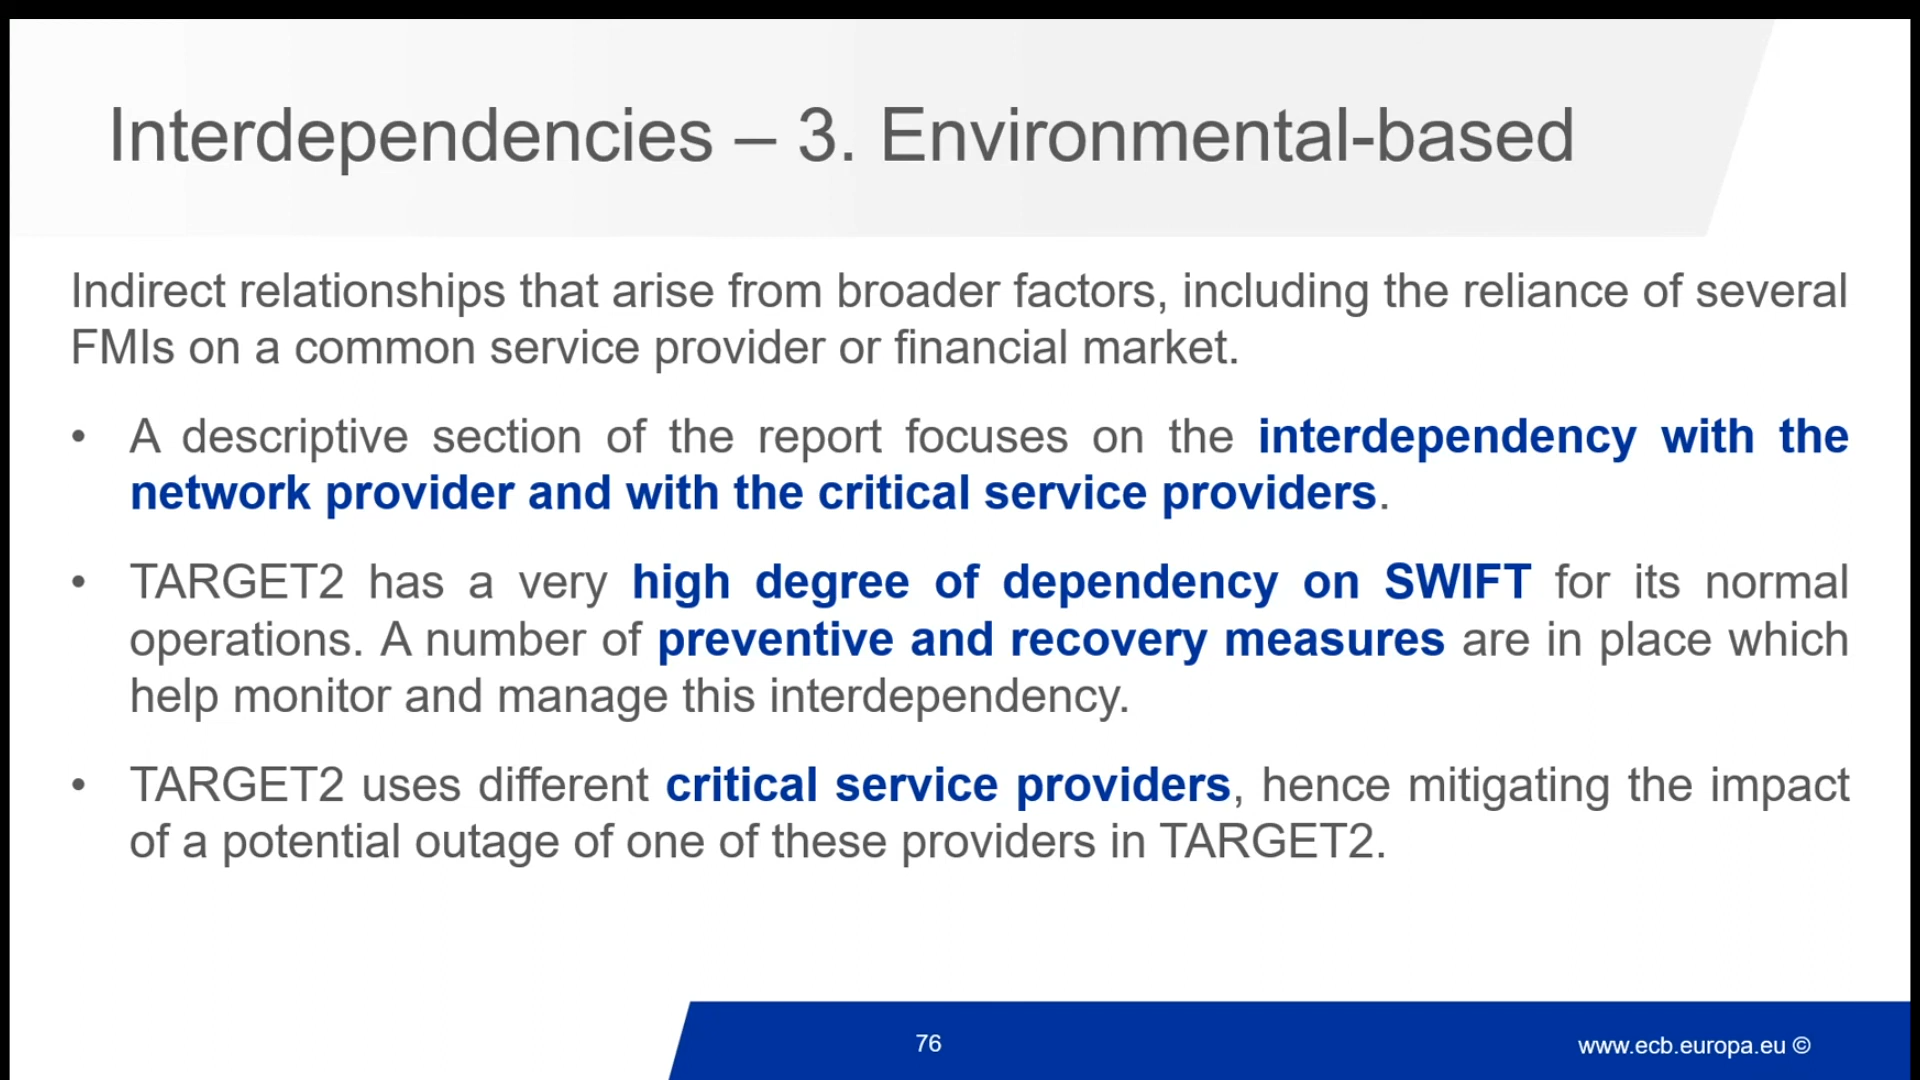 Interdependencies – 3. Environmental-based
Indirect relationships that arise from broader factors, including the reliance of several
FMIs on a common service provider or financial market.
• A descriptive section of the report focuses on the interdependency with the
network provider and with the critical service providers.
• TARGET2 has a very high degree of dependency on SWIFT for its normal
operations. A number of preventive and recovery measures are in place which
help monitor and manage this interdependency.
• TARGET2 uses different critical service providers, hence mitigating the impact
of a potential outage of one of these providers in TARGET2.
76
www.ecb.europa.eu ©